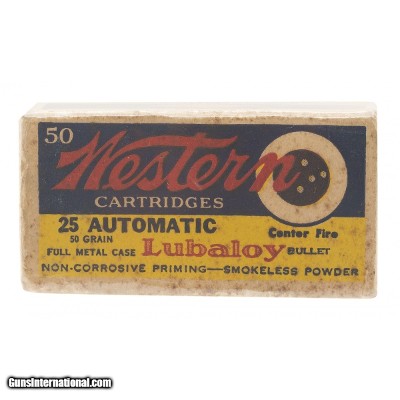 50
Western
CARTRIDGES
25 AUTOMATIC
Center Fire
50 GRAIN
FULL METAL CASE Lubaloy BULLET
NON-CORROSIVE PRIMING—SMOKELESS POWDER
GunsInternational.com